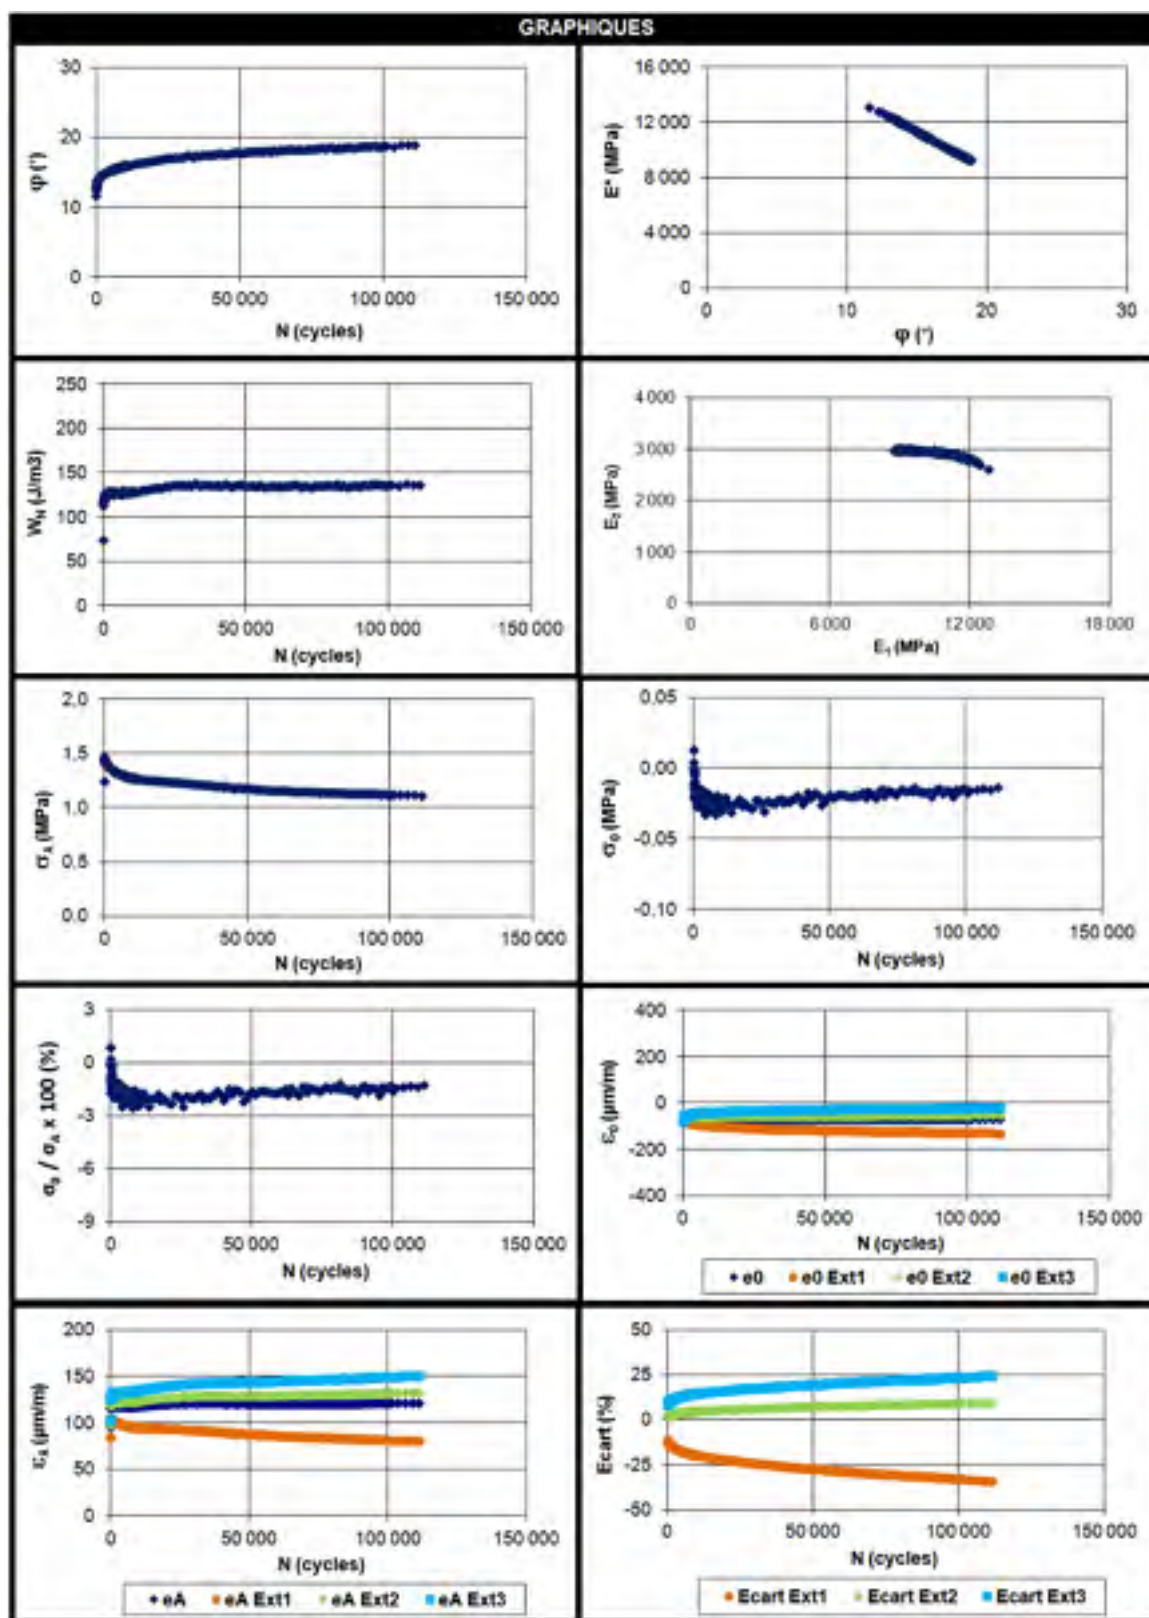 GRAPHIQUES
30
20
10
0
φ (°)
0 50 000 100 000 150 000
N (cycles)
16 000
12 000
8 000
4 000
0
E* (MPa)
0 10 20 30
φ (°)
250
200
150
100
50
0
W_N (J/m3)
0 50 000 100 000 150 000
N (cycles)
4 000
3 000
2 000
1 000
0
E₂ (MPa)
0 6 000 12 000 18 000
E₁ (MPa)
2.0
1.5
1.0
0.5
0.0
σ_A (MPa)
0 50 000 100 000 150 000
N (cycles)
0.05
0.00
-0.05
-0.10
σ₀ (MPa)
0 50 000 100 000 150 000
N (cycles)
3
0
-3
-6
-9
σ₀ / σ_A x 100 (%)
0 50 000 100 000 150 000
N (cycles)
400
200
0
-200
-400
ε₀ (µm/m)
0 50 000 100 000 150 000
N (cycles)
e0 e0 Ext1 e0 Ext2 e0 Ext3
200
150
100
50
0
ε_A (µm/m)
0 50 000 100 000 150 000
N (cycles)
eA eA Ext1 eA Ext2 eA Ext3
50
25
0
-25
-50
Ecart (%)
0 50 000 100 000 150 000
N (cycles)
Ecart Ext1 Ecart Ext2 Ecart Ext3